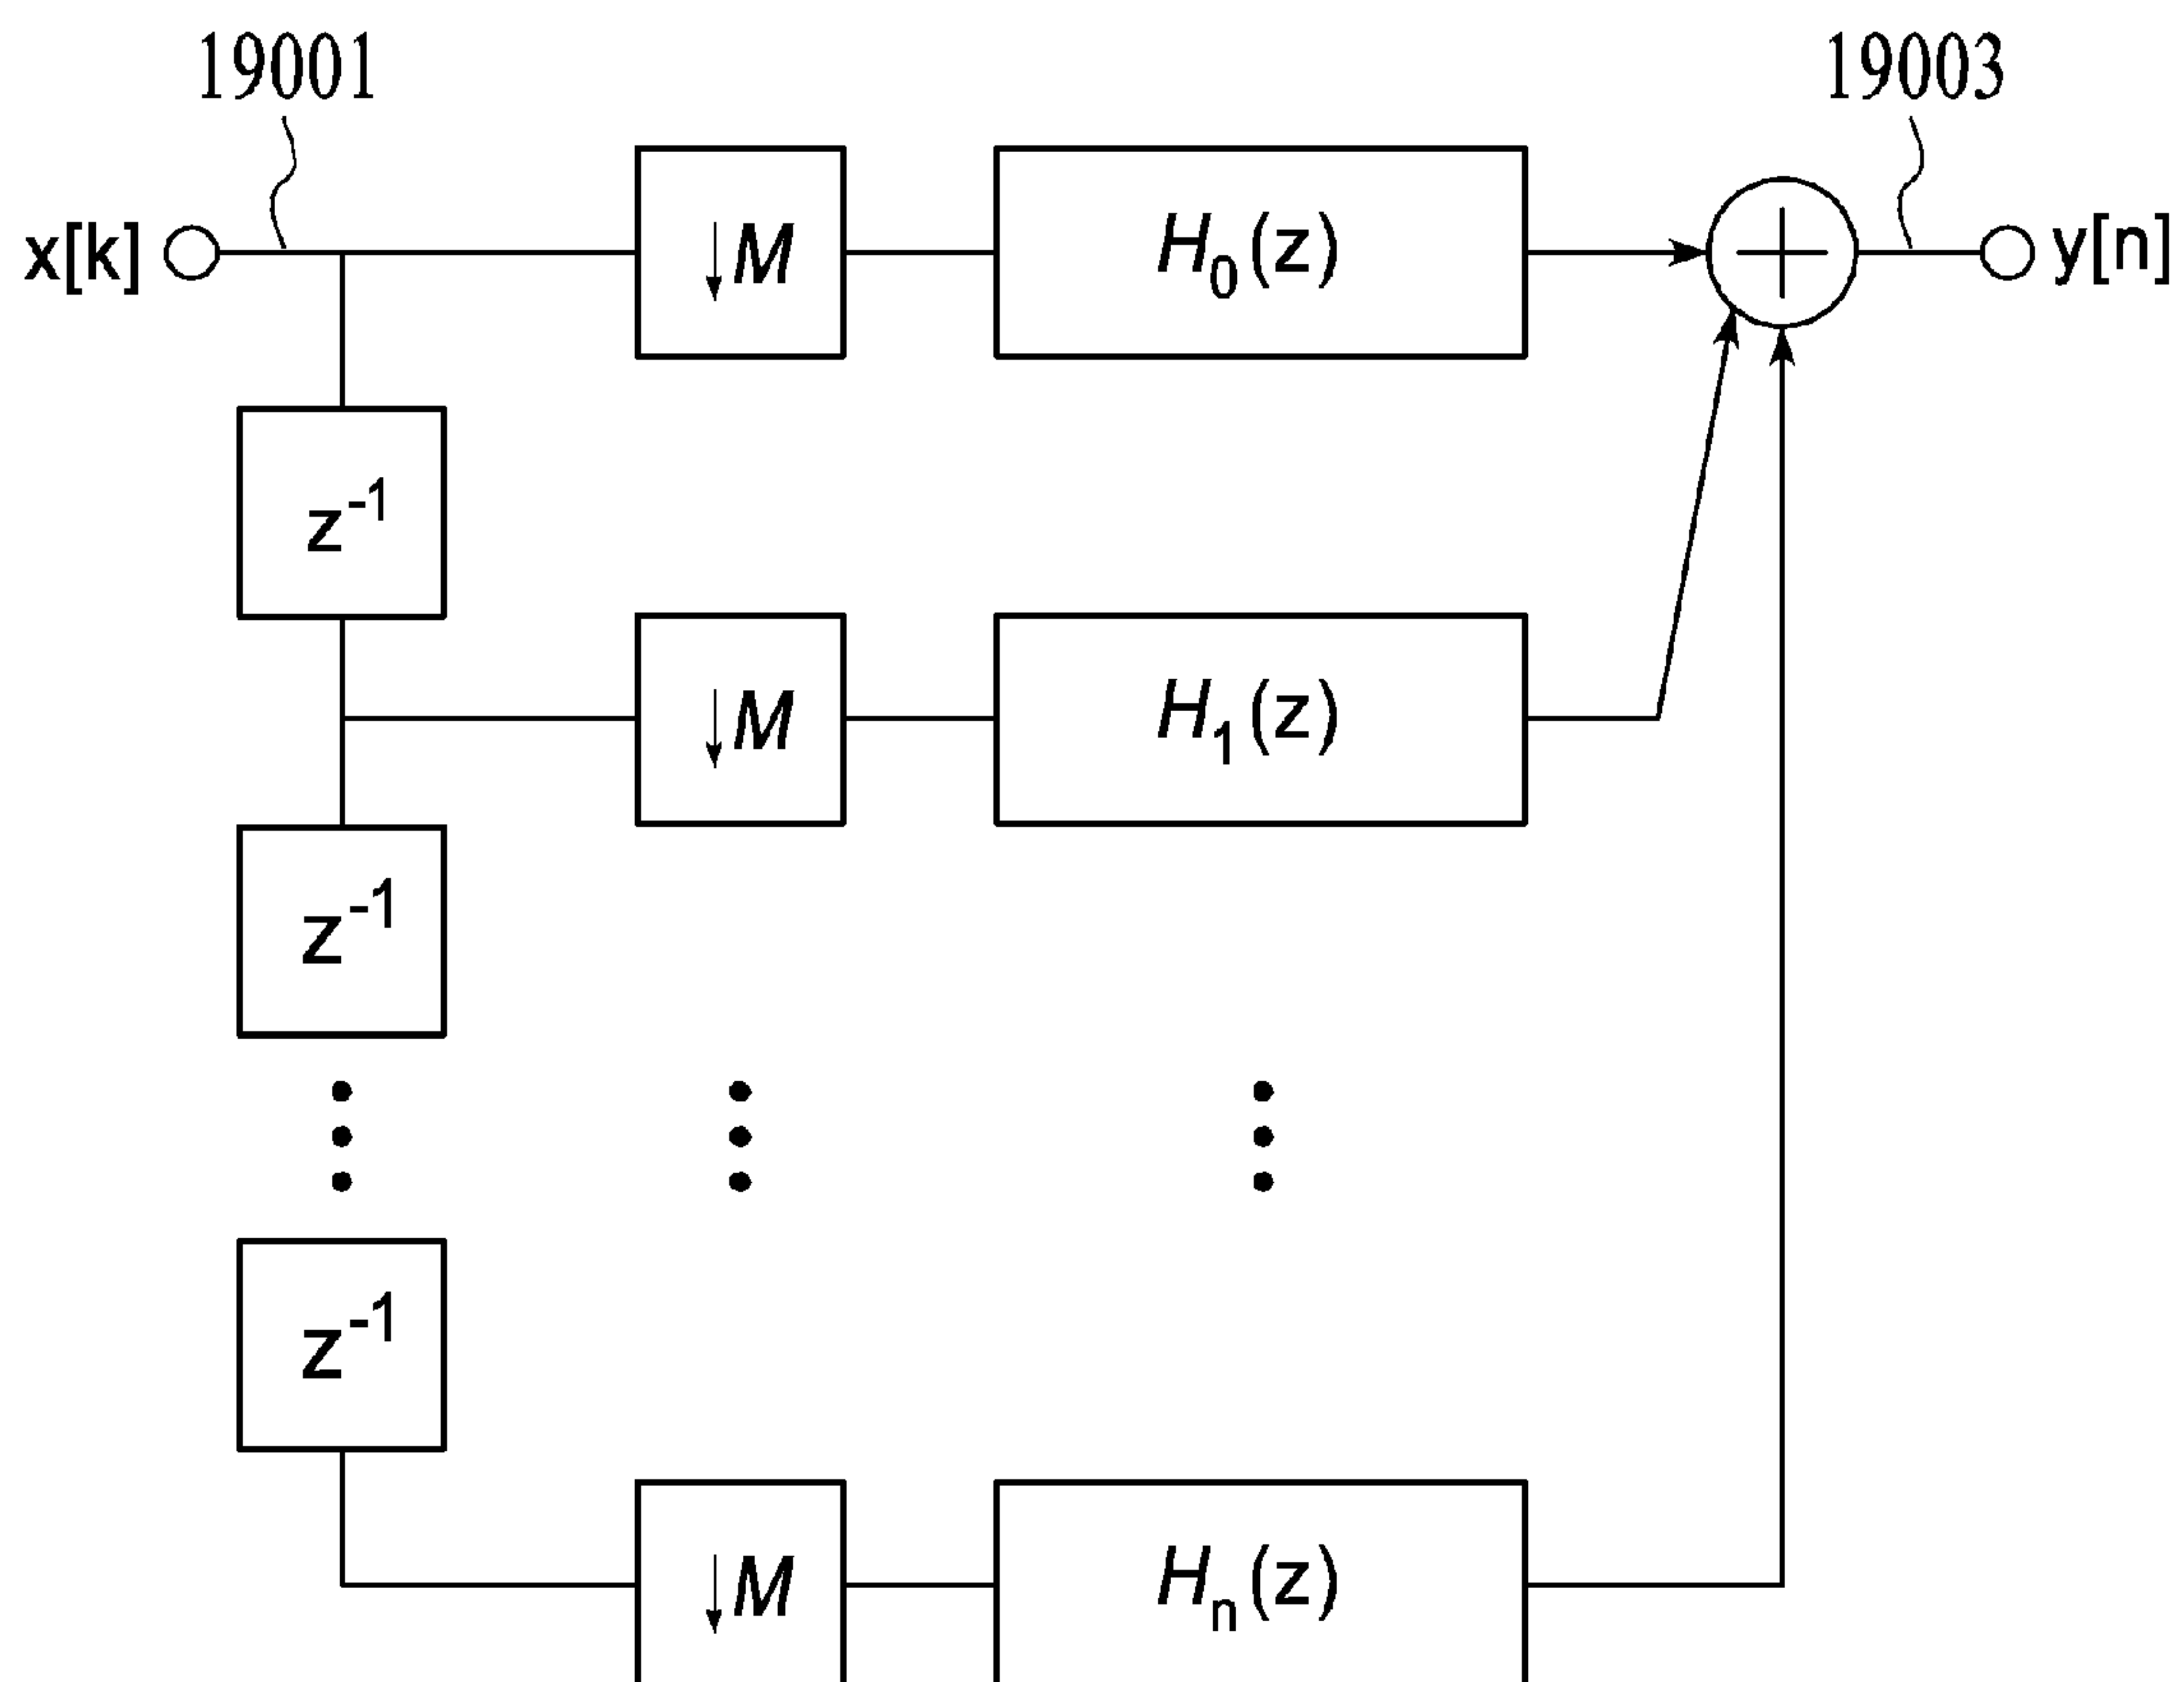 19001
19003
x[k]
↓M
H₀(z)
y[n]
z⁻¹
↓M
H₁(z)
z⁻¹
z⁻¹
↓M
Hₙ(z)